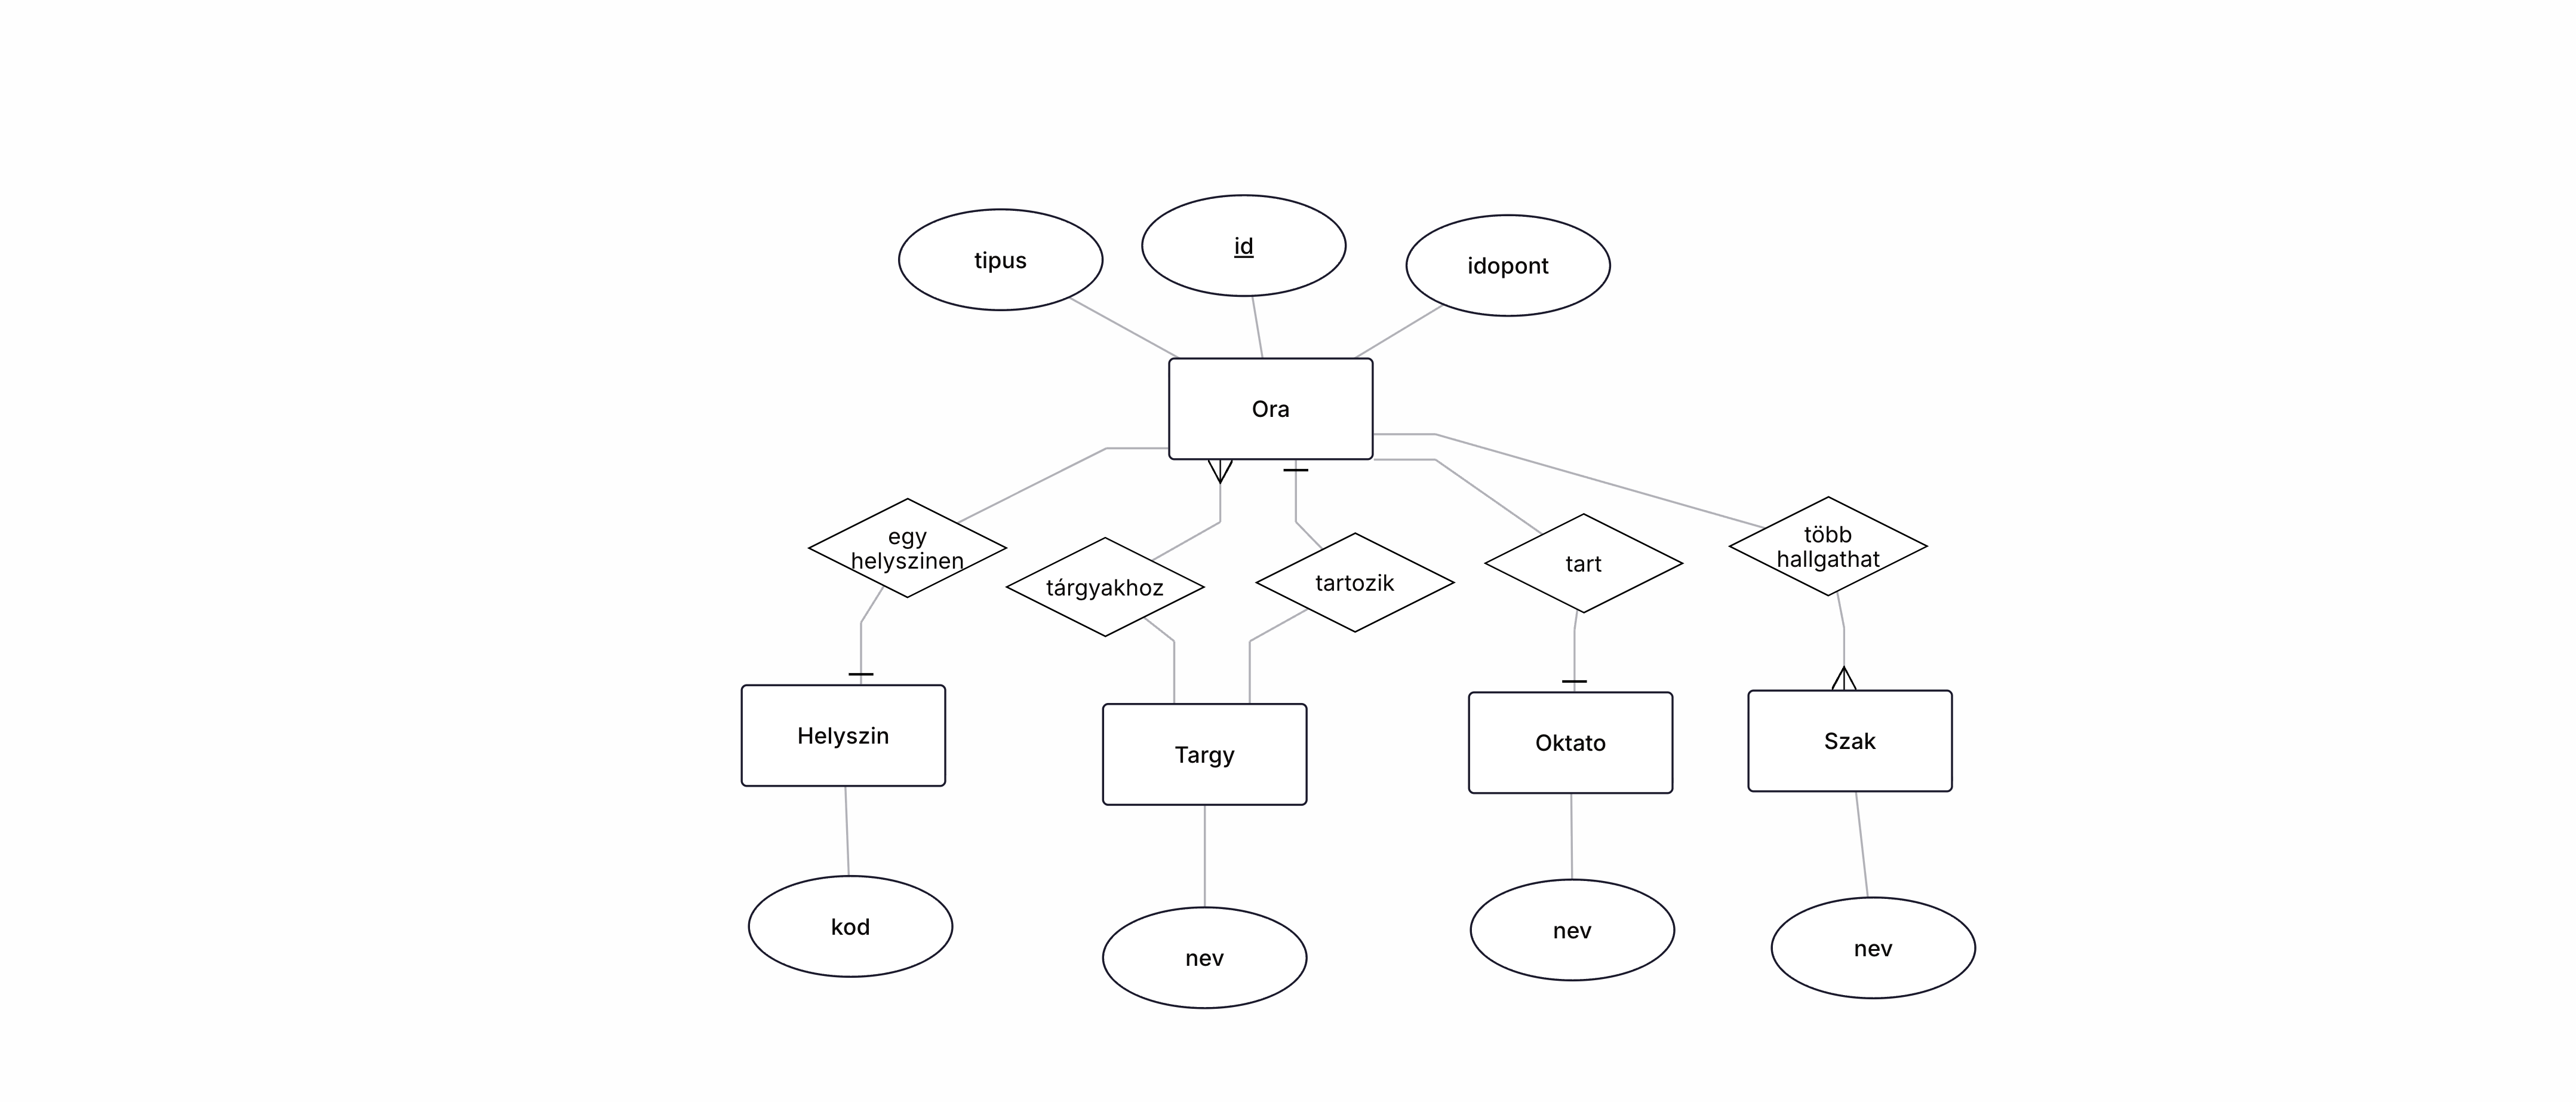 tipus
id
idopont
Ora
egy
helyszinen
tárgyakhoz
tartozik
tart
több
hallgathat
Helyszin
Targy
Oktato
Szak
kod
nev
nev
nev